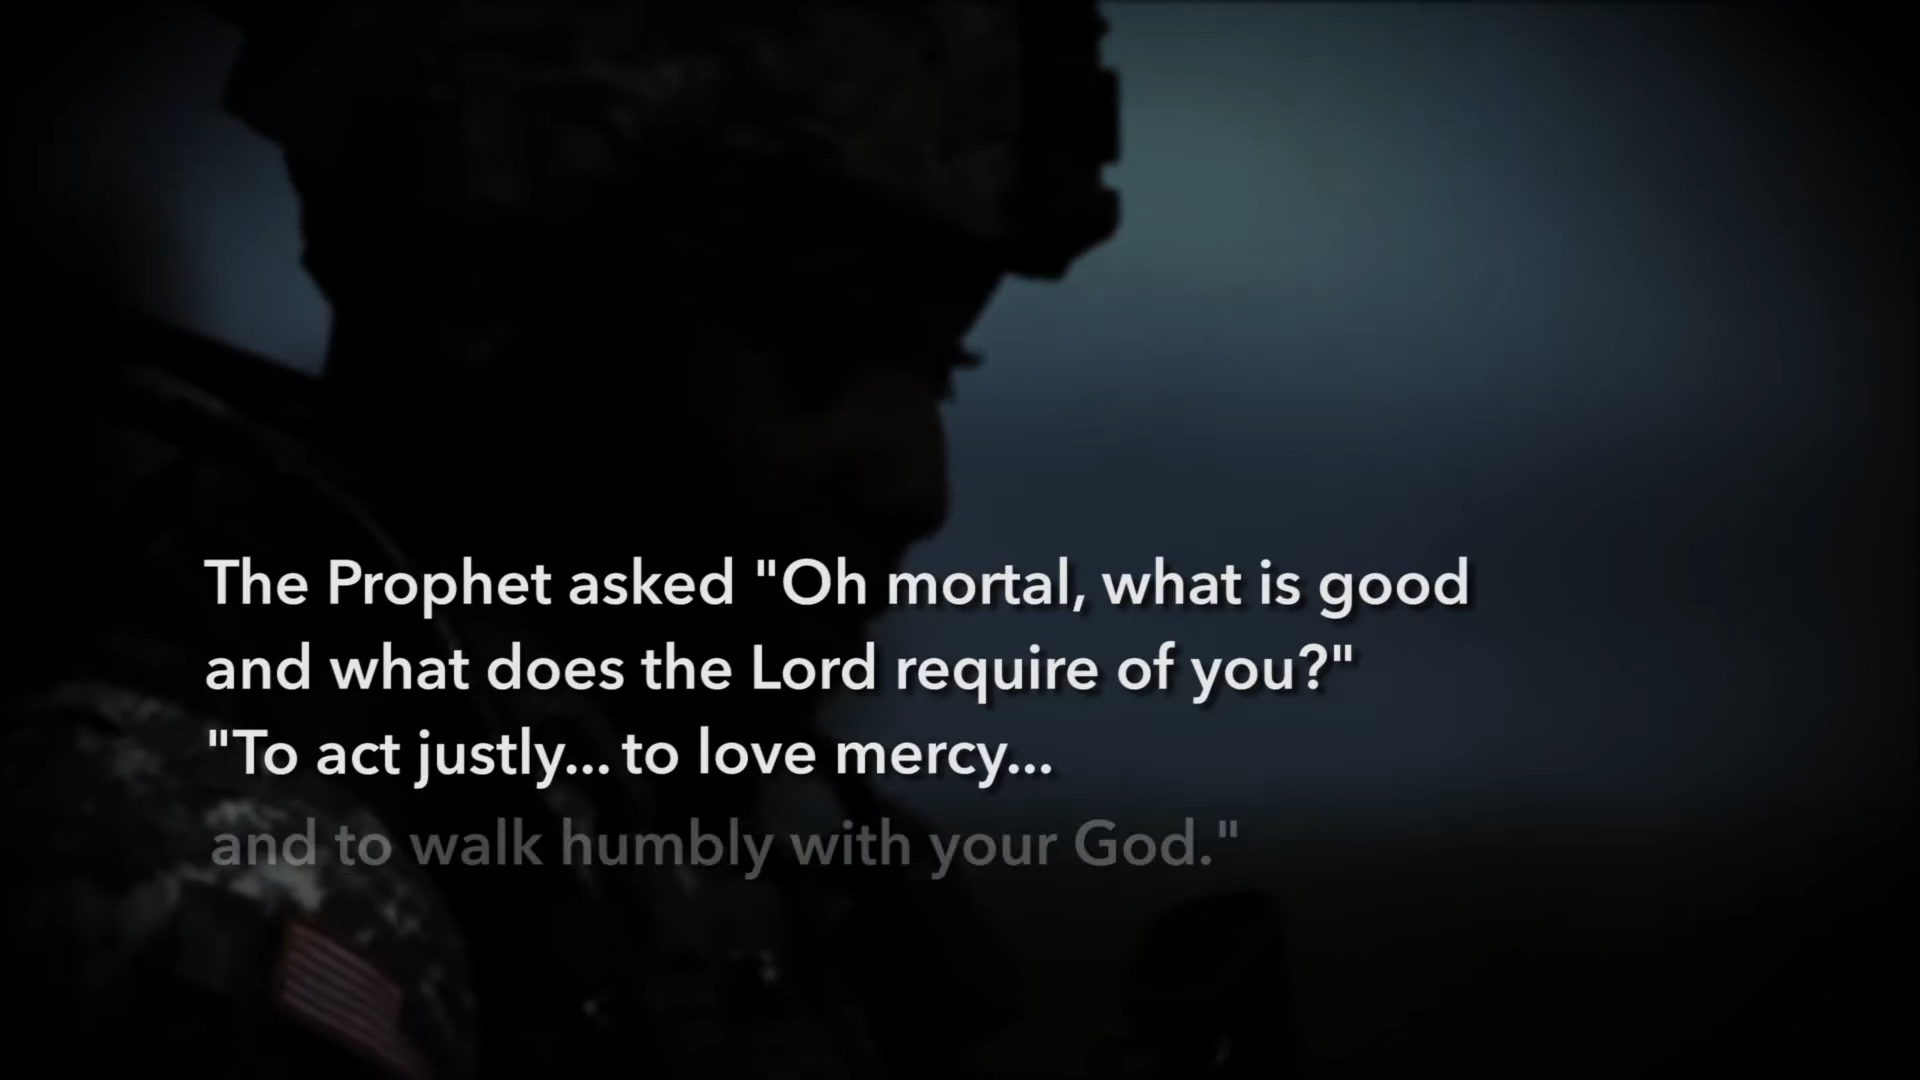 The Prophet asked "Oh mortal, what is good
and what does the Lord require of you?"
"To act justly... to love mercy...
and to walk humbly with your God."